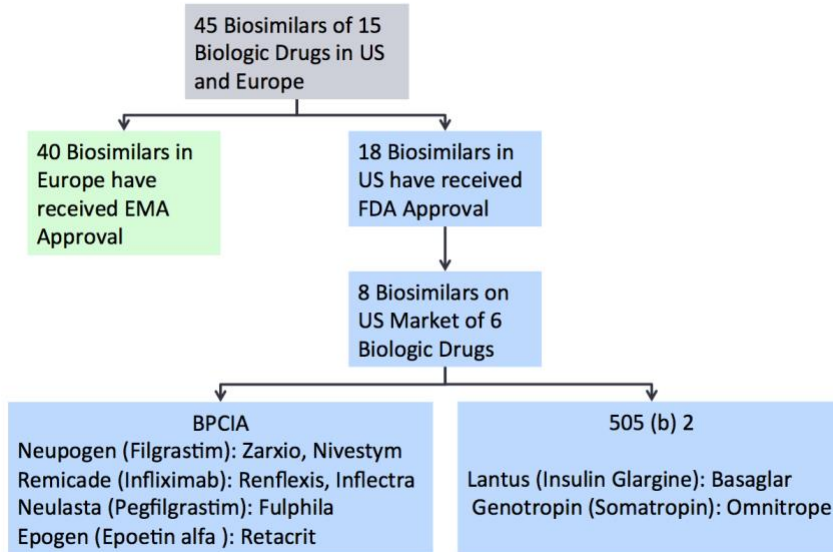 45 Biosimilars of 15
Biologic Drugs in US
and Europe
40 Biosimilars in
Europe have
received EMA
Approval
18 Biosimilars in
US have received
FDA Approval
8 Biosimilars on
US Market of 6
Biologic Drugs
BPCIA
Neupogen (Filgrastim): Zarxio, Nivestym
Remicade (Infliximab): Renflexis, Inflectra
Neulasta (Pegfilgrastim): Fulphila
Epogen (Epoetin alfa ): Retacrit
505 (b) 2
Lantus (Insulin Glargine): Basaglar
Genotropin (Somatropin): Omnitrope